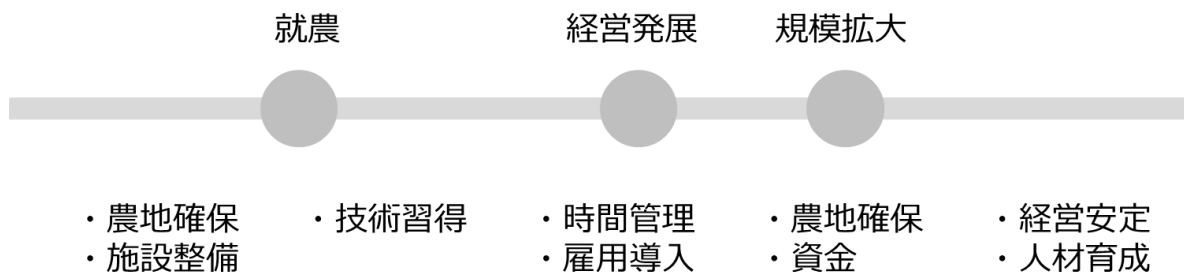 就農 経営発展 規模拡大
・農地確保 ・技術習得 ・時間管理 ・農地確保 ・経営安定
・施設整備 ・雇用導入 ・資金 ・人材育成